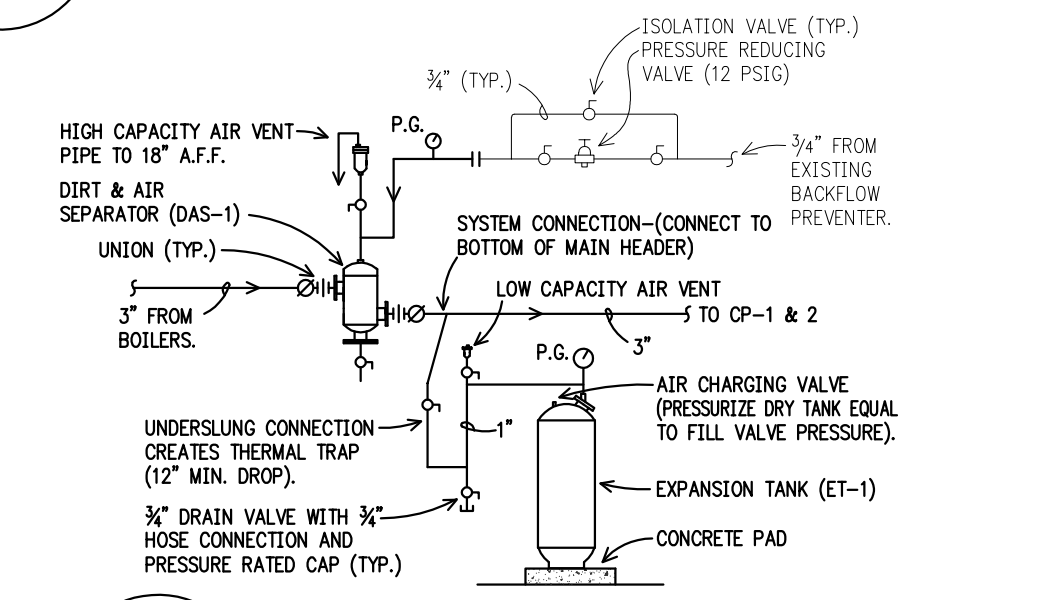 ISOLATION VALVE (TYP.)
PRESSURE REDUCING
VALVE (12 PSIG)
¾" (TYP.)
P.G.
HIGH CAPACITY AIR VENT
PIPE TO 18" A.F.F.
¾" FROM
EXISTING
BACKFLOW
PREVENTER.
DIRT & AIR
SEPARATOR (DAS-1)
SYSTEM CONNECTION-(CONNECT TO
BOTTOM OF MAIN HEADER)
UNION (TYP.)
LOW CAPACITY AIR VENT
3" FROM
BOILERS.
TO CP-1 & 2
3"
P.G.
AIR CHARGING VALVE
(PRESSURIZE DRY TANK EQUAL
TO FILL VALVE PRESSURE).
UNDERSLUNG CONNECTION
CREATES THERMAL TRAP
(12" MIN. DROP).
1"
EXPANSION TANK (ET-1)
¾" DRAIN VALVE WITH ¾"
HOSE CONNECTION AND
PRESSURE RATED CAP (TYP.)
CONCRETE PAD